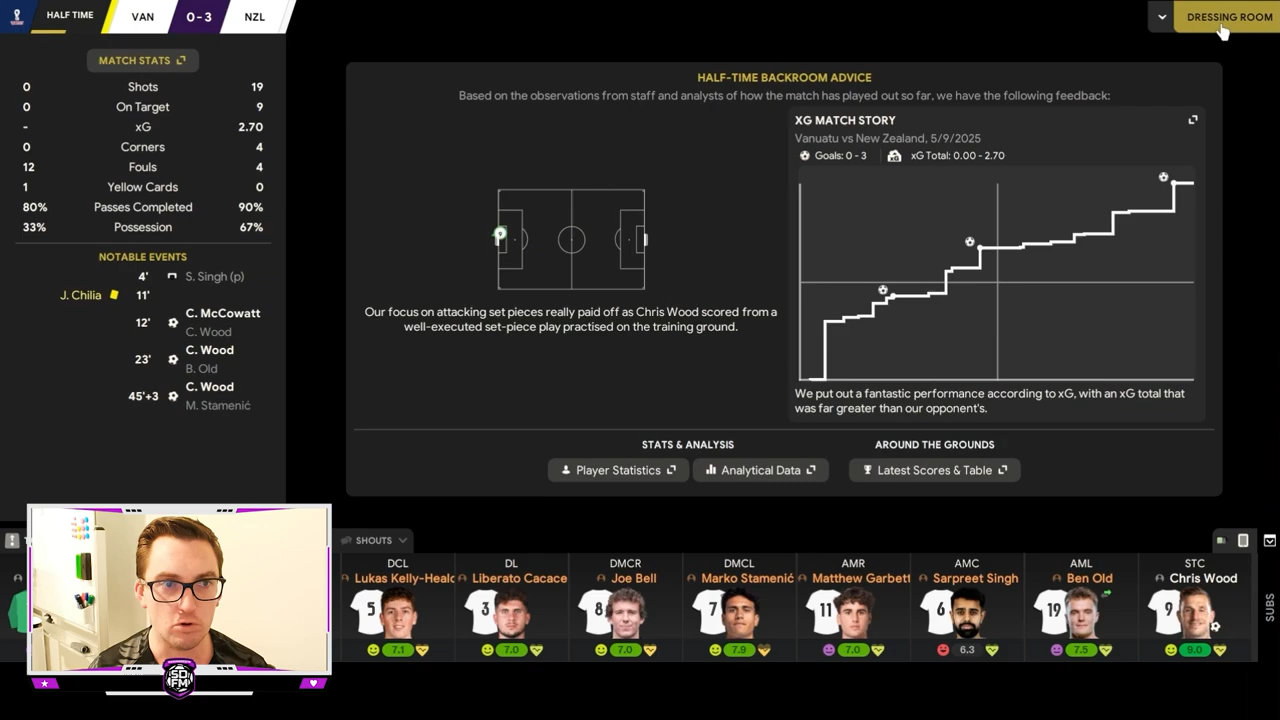 HALF TIME VAN 0 - 3 NZL
DRESSING ROOM
MATCH STATS
0 Shots 19
0 On Target 9
- xG 2.70
0 Corners 4
12 Fouls 4
1 Yellow Cards 0
80% Passes Completed 90%
33% Possession 67%
NOTABLE EVENTS
4' S. Singh (p)
J. Chilia 11'
12' C. McCowatt
C. Wood
23' C. Wood
B. Old
45'+3 C. Wood
M. Stamenić
HALF-TIME BACKROOM ADVICE
Based on the observations from staff and analysts of how the match has played out so far, we have the following feedback:
9
Our focus on attacking set pieces really paid off as Chris Wood scored from a
well-executed set-piece play practised on the training ground.
XG MATCH STORY
Vanuatu vs New Zealand, 5/9/2025
Goals: 0 - 3 xG Total: 0.00 - 2.70
We put out a fantastic performance according to xG, with an xG total that
was far greater than our opponent's.
STATS & ANALYSIS
AROUND THE GROUNDS
Player Statistics
Analytical Data
Latest Scores & Table
SHOUTS
DCL DL DMCR DMCL AMR AMC AML STC
Lukas Kelly-Heald Liberato Cacace Joe Bell Marko Stamenić Matthew Garbett Sarpreet Singh Ben Old Chris Wood
5 3 8 7 11 6 19 9
7.1 7.0 7.0 7.9 7.0 6.3 7.5 9.0
SUBS
SDFM